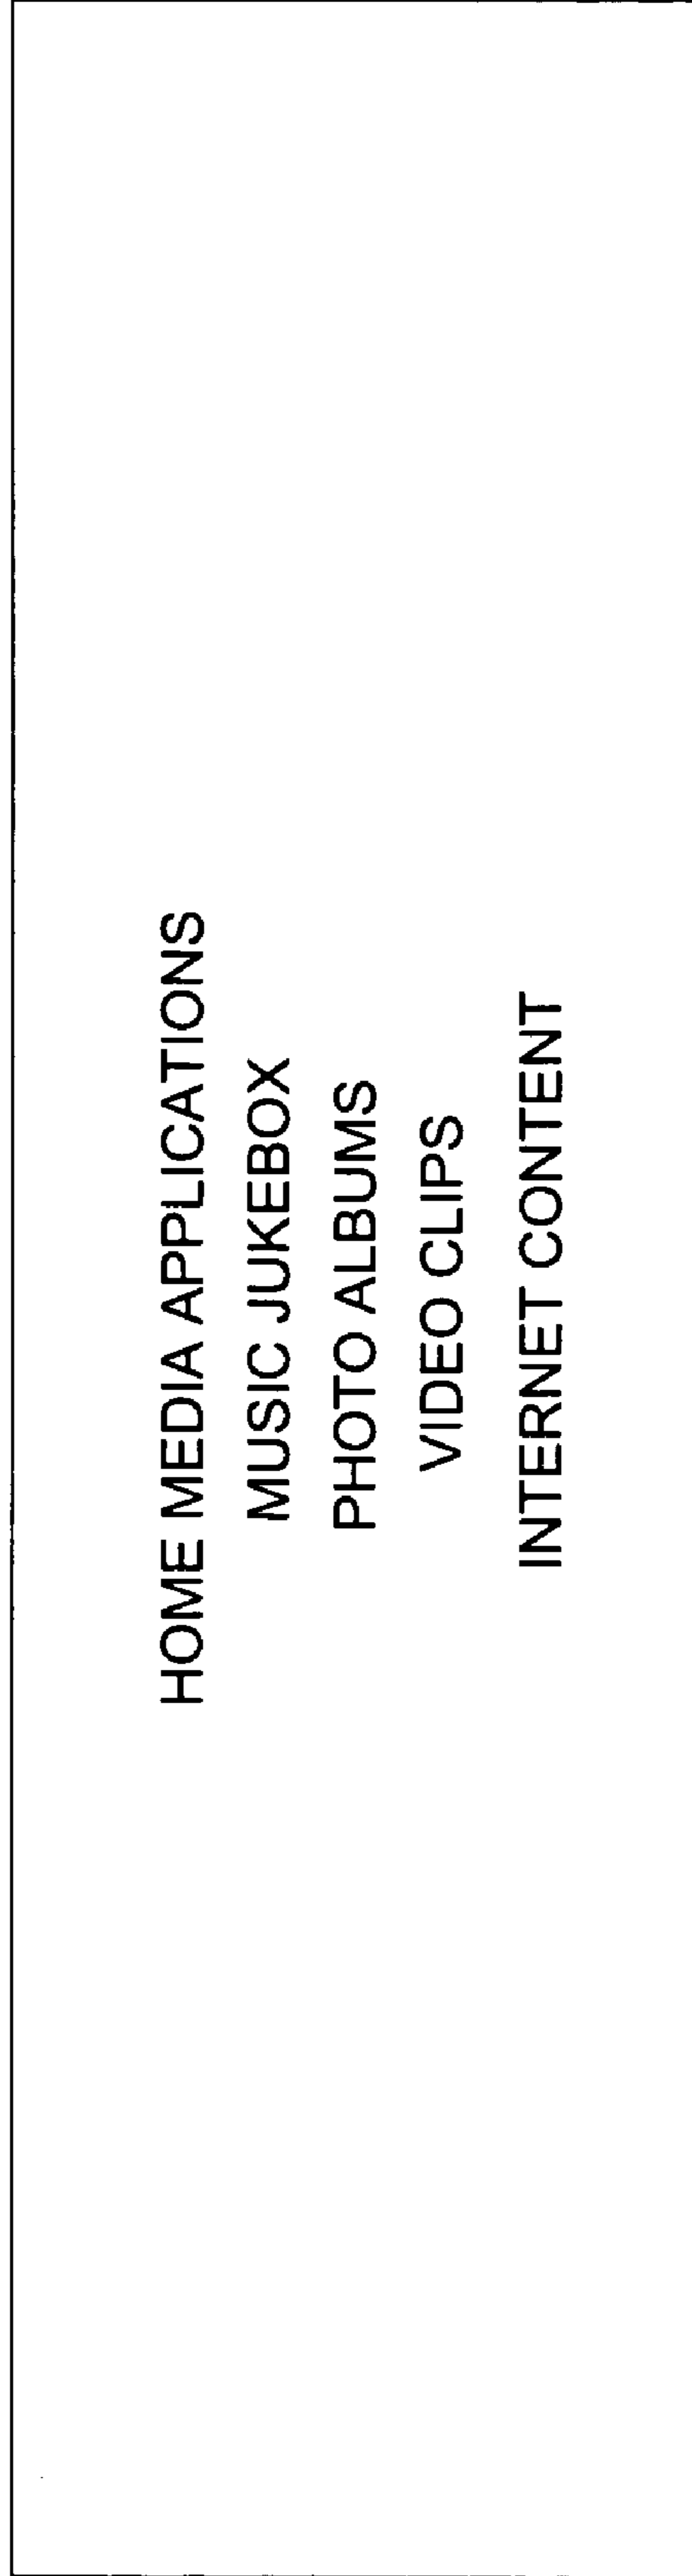 HOME MEDIA APPLICATIONS
MUSIC JUKEBOX
PHOTO ALBUMS
VIDEO CLIPS
INTERNET CONTENT